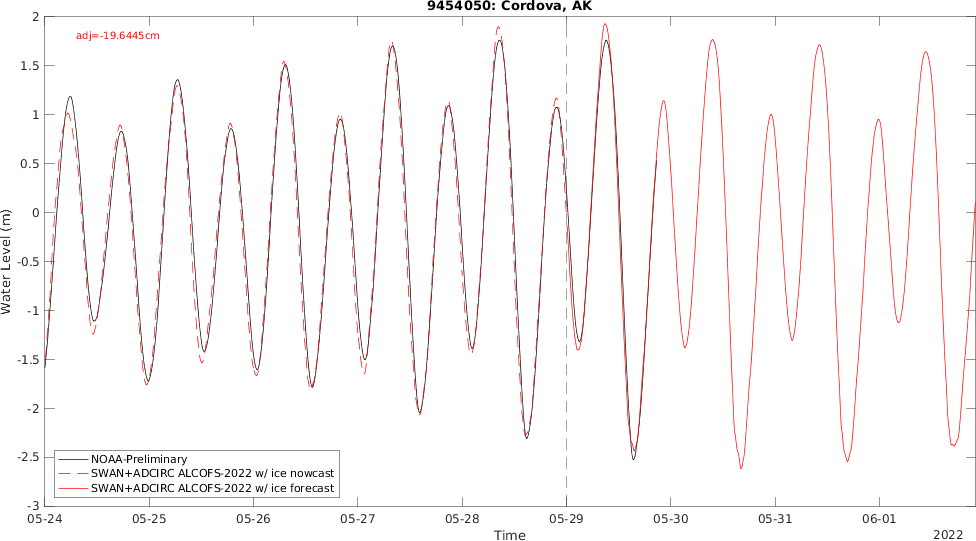 9454050: Cordova, AK
adj=-19.6445cm
2
1.5
1
0.5
0
-0.5
-1
-1.5
-2
-2.5
-3
Water Level (m)
NOAA-Preliminary
SWAN+ADCIRC ALCOFS-2022 w/ ice nowcast
SWAN+ADCIRC ALCOFS-2022 w/ ice forecast
05-24 05-25 05-26 05-27 05-28 05-29 05-30 05-31 06-01
Time
2022